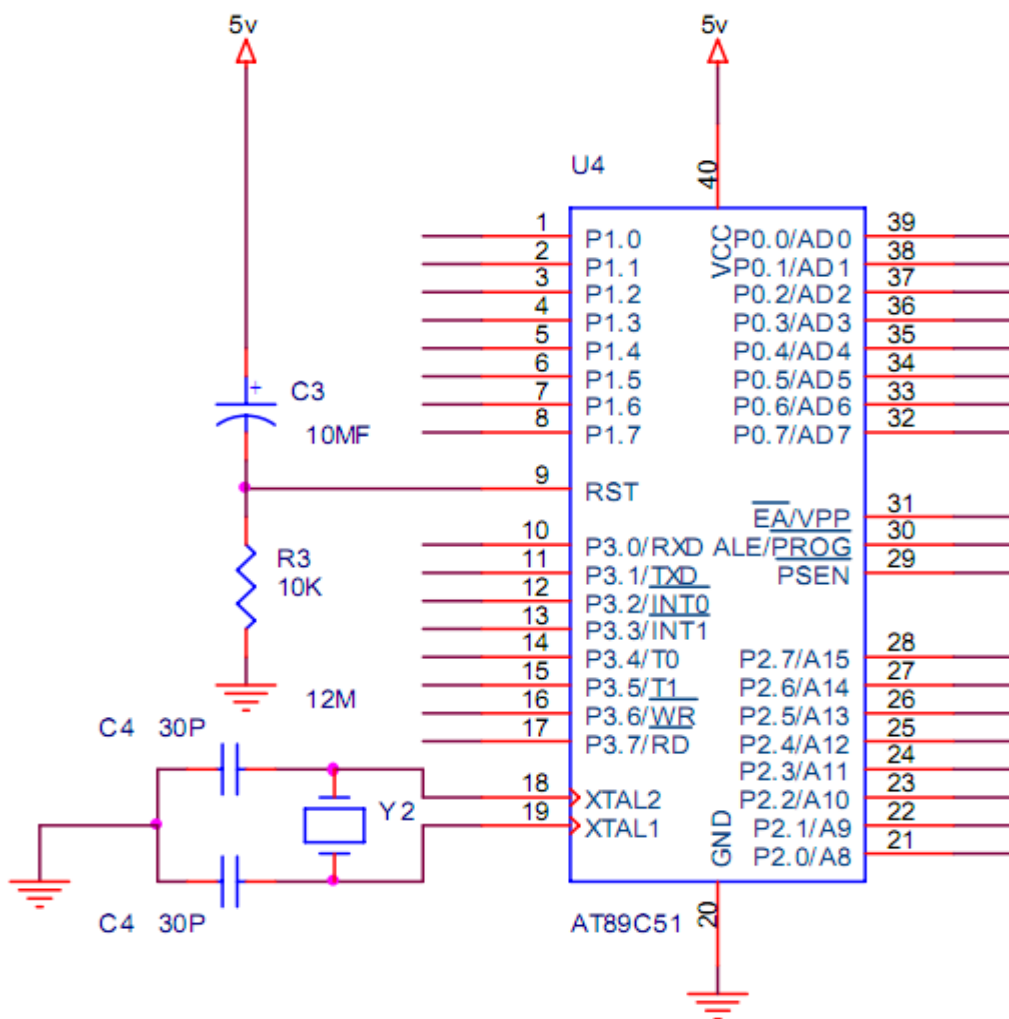 5v
5v
U4
40
VCC
1 P1.0
2 P1.1
3 P1.2
4 P1.3
5 P1.4
6 P1.5
7 P1.6
8 P1.7
9 RST
10 P3.0/RXD
11 P3.1/TXD
12 P3.2/INT0
13 P3.3/INT1
14 P3.4/T0
15 P3.5/T1
16 P3.6/WR
17 P3.7/RD
18 XTAL2
19 XTAL1
P0.0/AD0 39
P0.1/AD1 38
P0.2/AD2 37
P0.3/AD3 36
P0.4/AD4 35
P0.5/AD5 34
P0.6/AD6 33
P0.7/AD7 32
EA/VPP 31
ALE/PROG 30
PSEN 29
P2.7/A15 28
P2.6/A14 27
P2.5/A13 26
P2.4/A12 25
P2.3/A11 24
P2.2/A10 23
P2.1/A9 22
P2.0/A8 21
GND
20
AT89C51
+
C3
10MF
R3
10K
12M
C4 30P
Y2
C4 30P